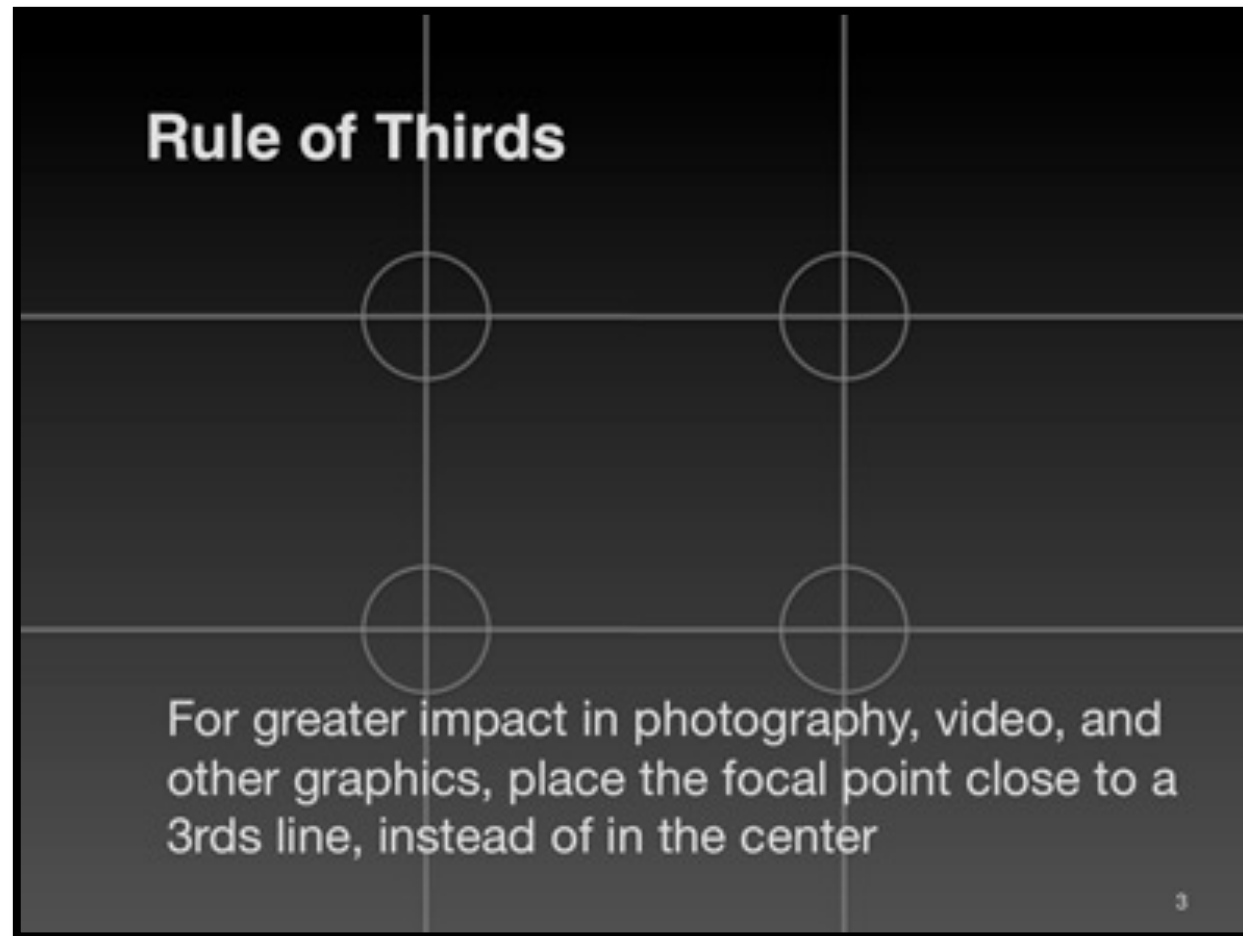 Rule of Thirds
For greater impact in photography, video, and
other graphics, place the focal point close to a
3rds line, instead of in the center
3